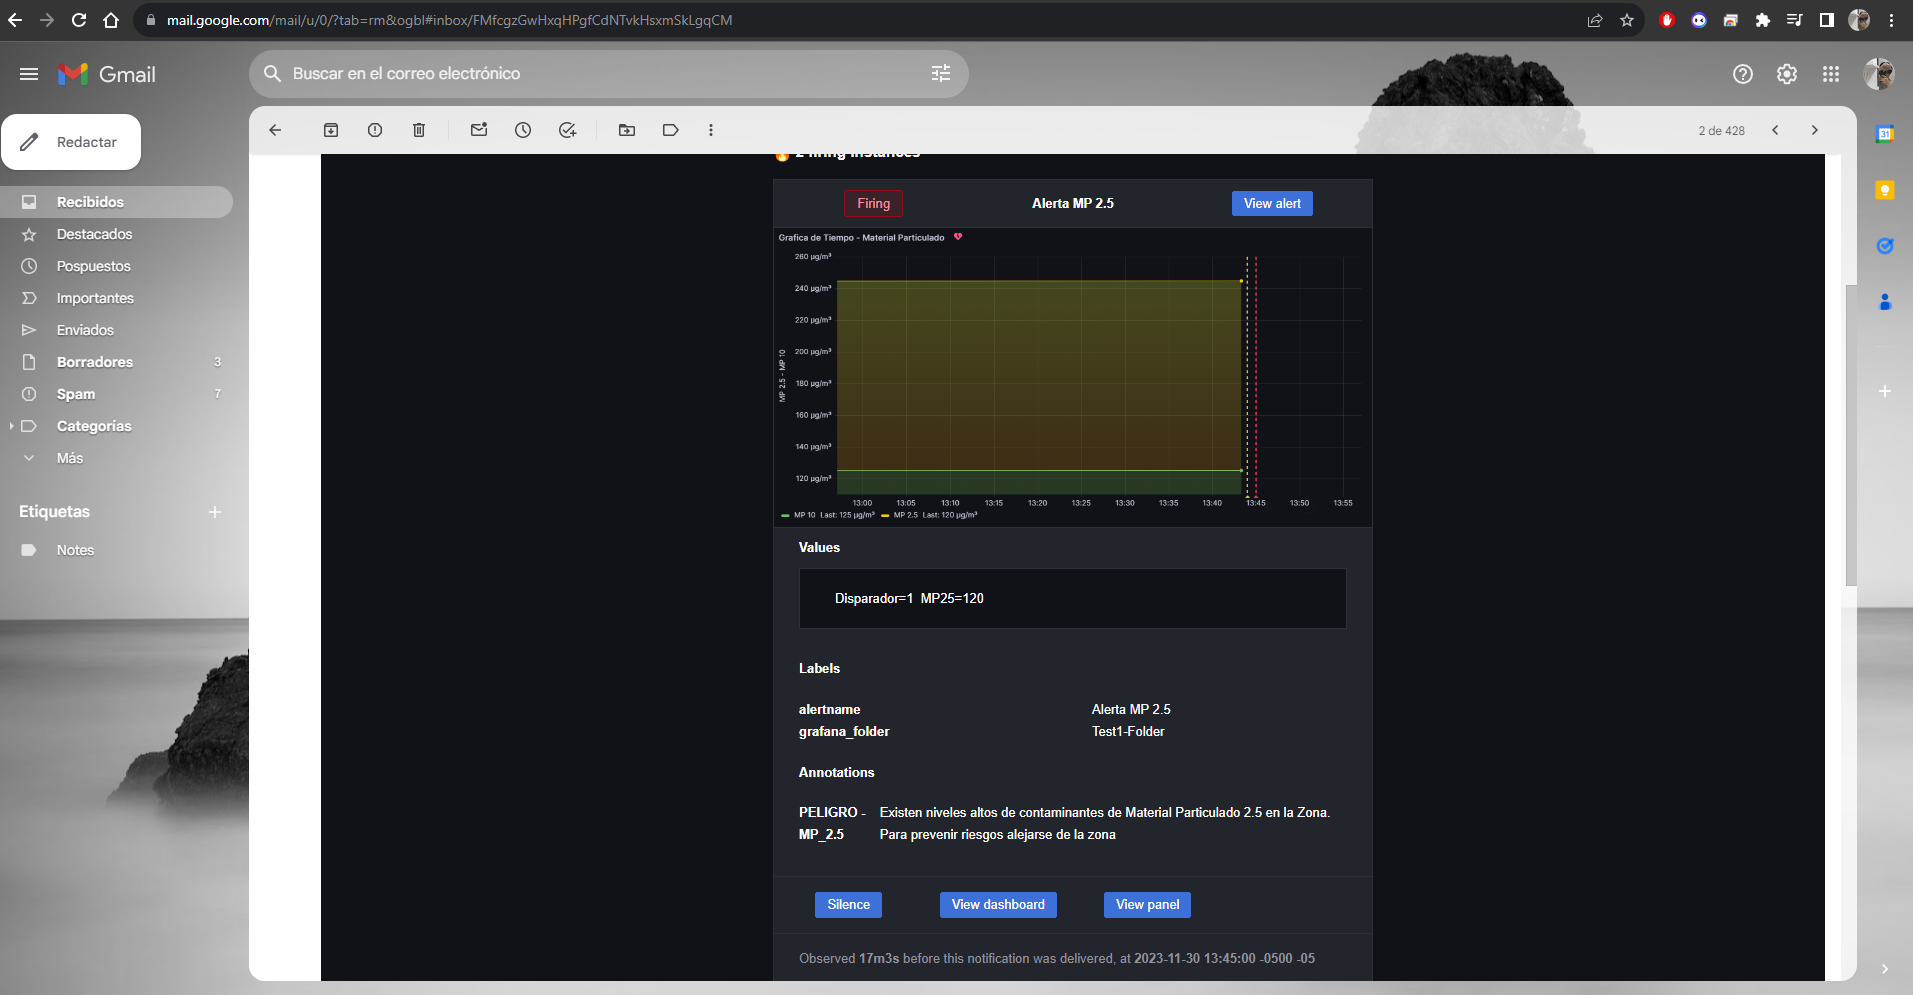 mail.google.com/mail/u/0/?tab=rm&ogbl#inbox/FMfcgzGwHxqHPgfCdNTvkHsxmSkLgqCM
Gmail
Buscar en el correo electrónico
Redactar
2 de 428
Recibidos
Destacados
Pospuestos
Importantes
Enviados
Borradores 3
Spam 7
Categorías
Más
Etiquetas
Notes
31
2 firing instances
Firing Alerta MP 2.5 View alert
Grafica de Tiempo - Material Particulado
260 µg/m³
240 µg/m³
220 µg/m³
200 µg/m³
180 µg/m³
160 µg/m³
140 µg/m³
120 µg/m³
MP 2.5 - MP 10
13:00 13:05 13:10 13:15 13:20 13:25 13:30 13:35 13:40 13:45 13:50 13:55
MP 10 Last: 125 µg/m³ MP 2.5 Last: 120 µg/m³
Values
Disparador=1 MP25=120
Labels
alertname Alerta MP 2.5
grafana_folder Test1-Folder
Annotations
PELIGRO - Existen niveles altos de contaminantes de Material Particulado 2.5 en la Zona.
MP_2.5 Para prevenir riesgos alejarse de la zona
Silence View dashboard View panel
Observed 17m3s before this notification was delivered, at 2023-11-30 13:45:00 -0500 -05